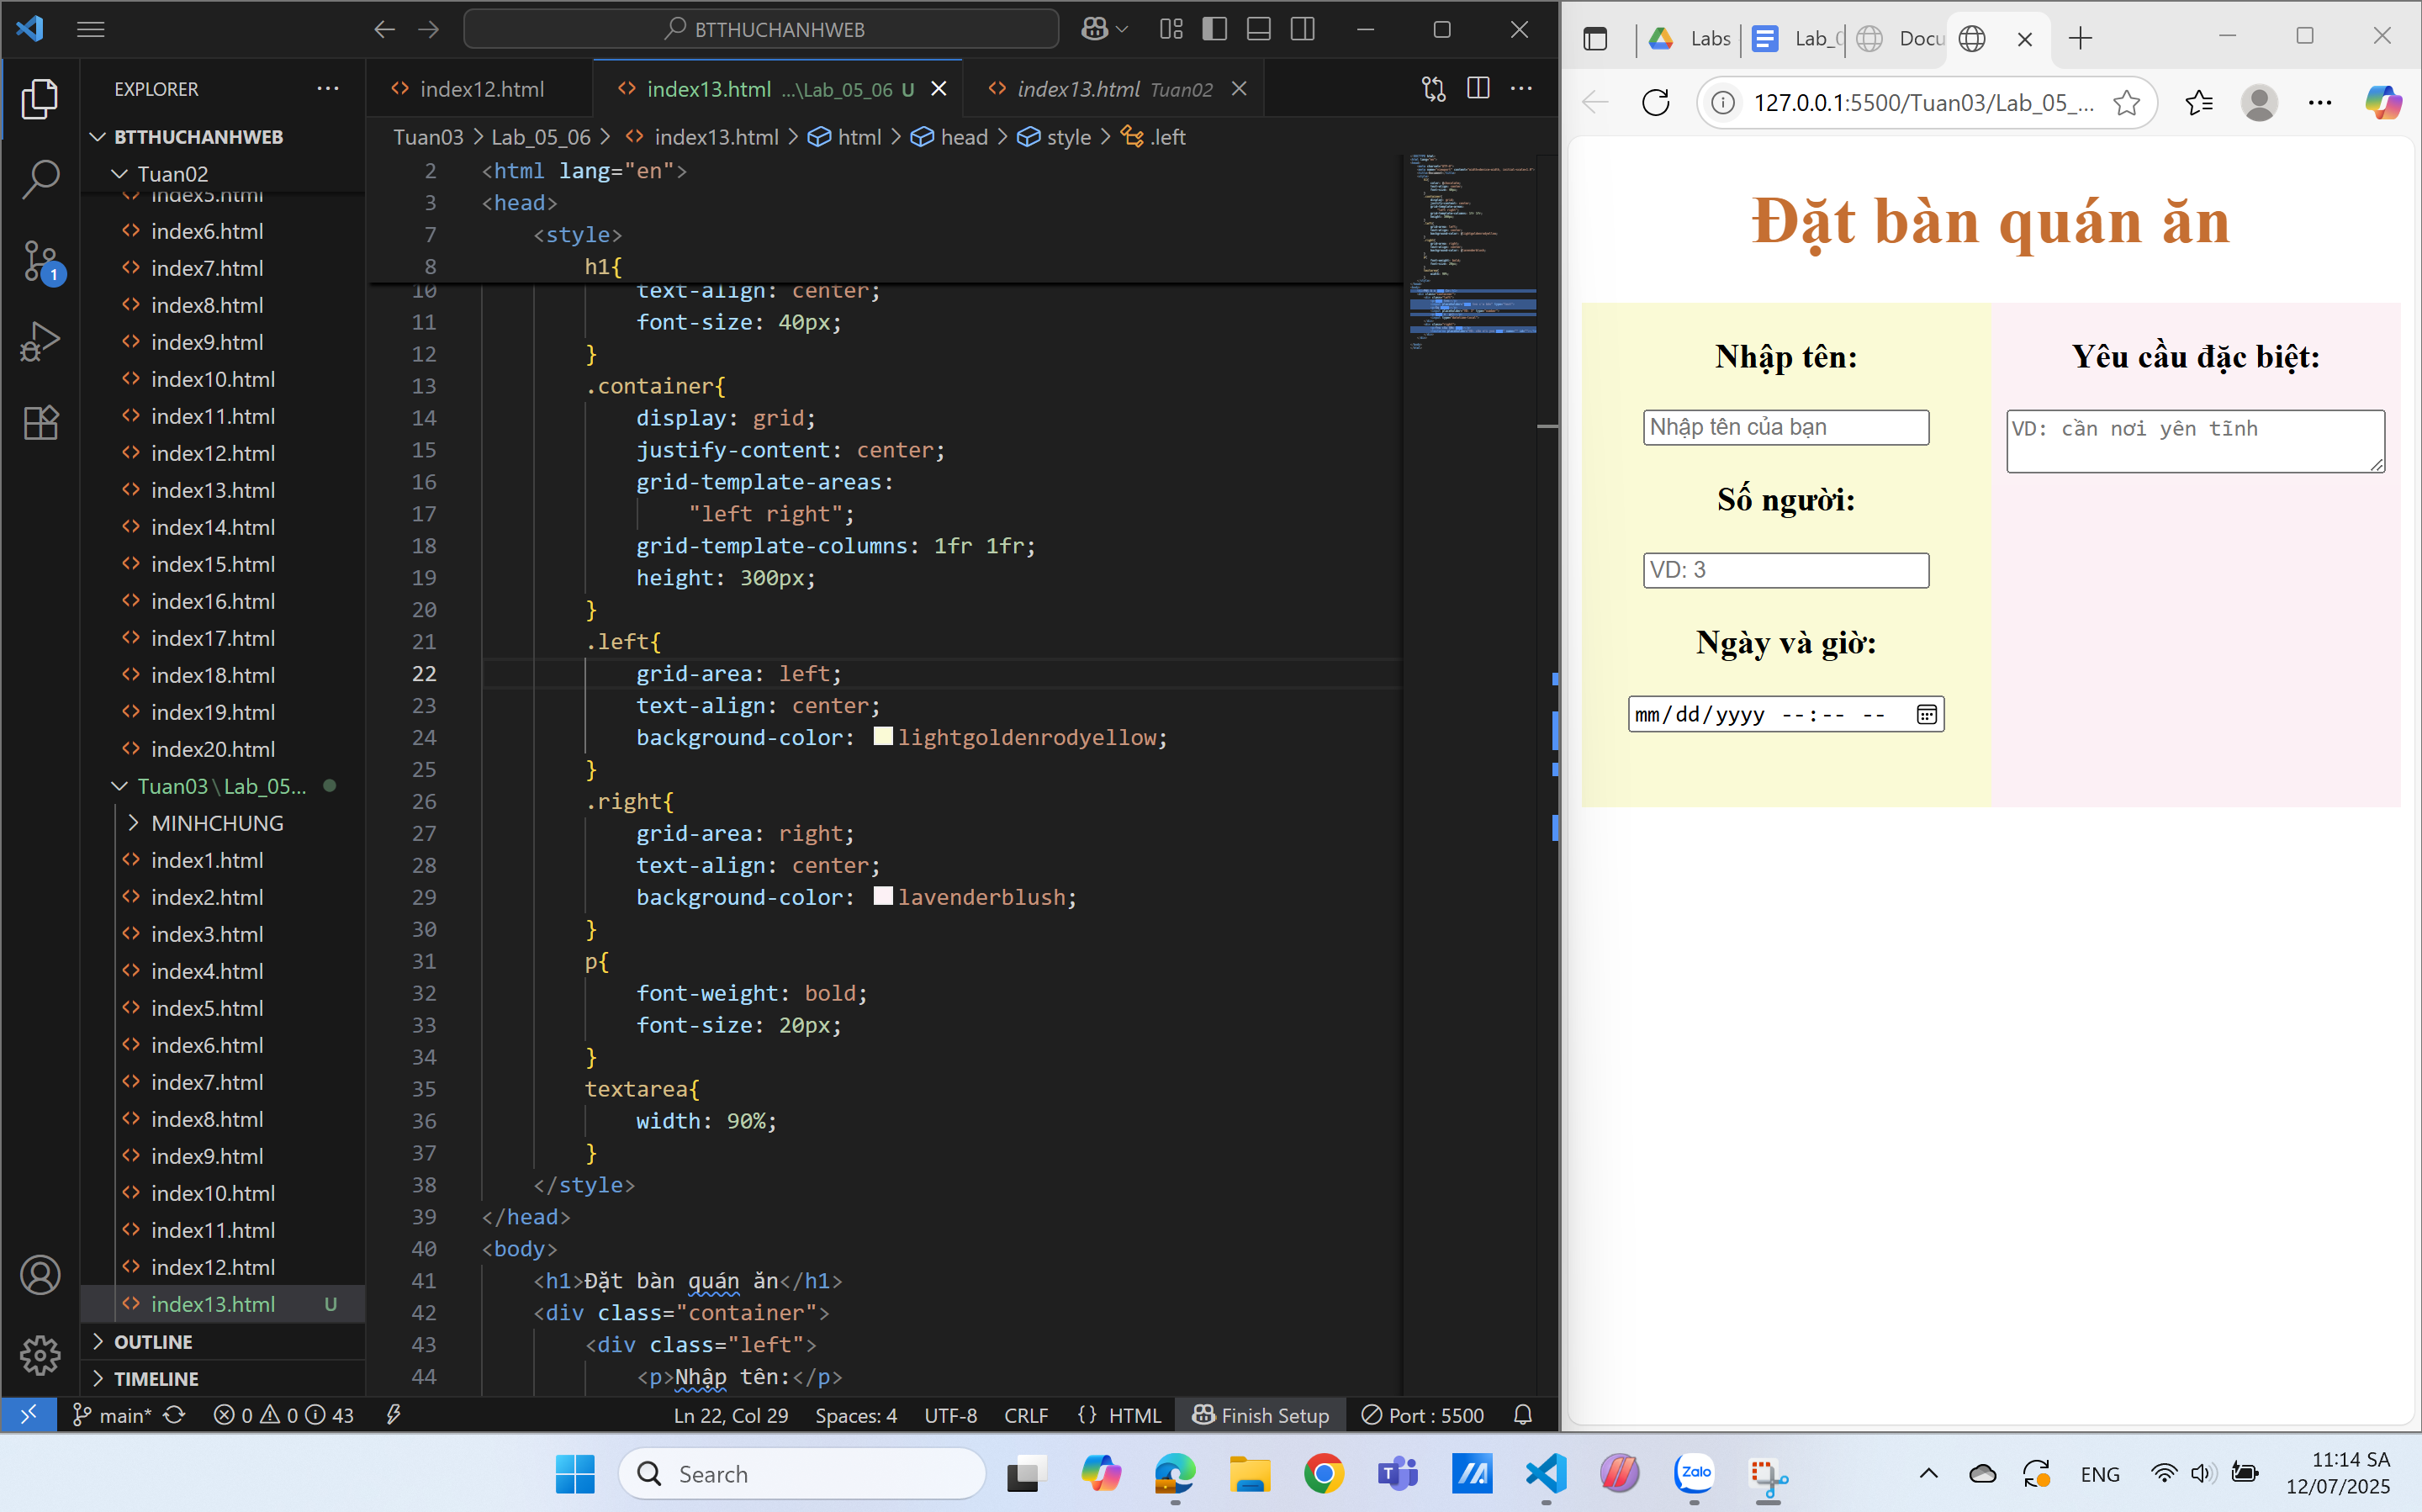 BTTHUCHANHWEB
EXPLORER
BTTHUCHANHWEB
Tuan02
index5.html
index6.html
index7.html
index8.html
index9.html
index10.html
index11.html
index12.html
index13.html
index14.html
index15.html
index16.html
index17.html
index18.html
index19.html
index20.html
Tuan03\Lab_05...
MINHCHUNG
index1.html
index2.html
index3.html
index4.html
index5.html
index6.html
index7.html
index8.html
index9.html
index10.html
index11.html
index12.html
index13.html U
OUTLINE
TIMELINE
index12.html
index13.html ...\Lab_05_06 U
index13.html Tuan02
Tuan03 > Lab_05_06 > index13.html > html > head > style > .left
2 <html lang="en">
3 <head>
7 <style>
8 h1{
10 text-align: center;
11 font-size: 40px;
12 }
13 .container{
14 display: grid;
15 justify-content: center;
16 grid-template-areas:
17 "left right";
18 grid-template-columns: 1fr 1fr;
19 height: 300px;
20 }
21 .left{
22 grid-area: left;
23 text-align: center;
24 background-color: lightgoldenrodyellow;
25 }
26 .right{
27 grid-area: right;
28 text-align: center;
29 background-color: lavenderblush;
30 }
31 p{
32 font-weight: bold;
33 font-size: 20px;
34 }
35 textarea{
36 width: 90%;
37 }
38 </style>
39 </head>
40 <body>
41 <h1>Đặt bàn quán ăn</h1>
42 <div class="container">
43 <div class="left">
44 <p>Nhập tên:</p>
1
main* 0 0 43
Ln 22, Col 29 Spaces: 4 UTF-8 CRLF {} HTML Finish Setup Port : 5500
Labs
Lab_0
Docu
127.0.0.1:5500/Tuan03/Lab_05_...
Đặt bàn quán ăn
Nhập tên:
Nhập tên của bạn
Số người:
VD: 3
Ngày và giờ:
mm/dd/yyyy --:-- --
Yêu cầu đặc biệt:
VD: cần nơi yên tĩnh
Search
Zalo
ENG
11:14 SA
12/07/2025